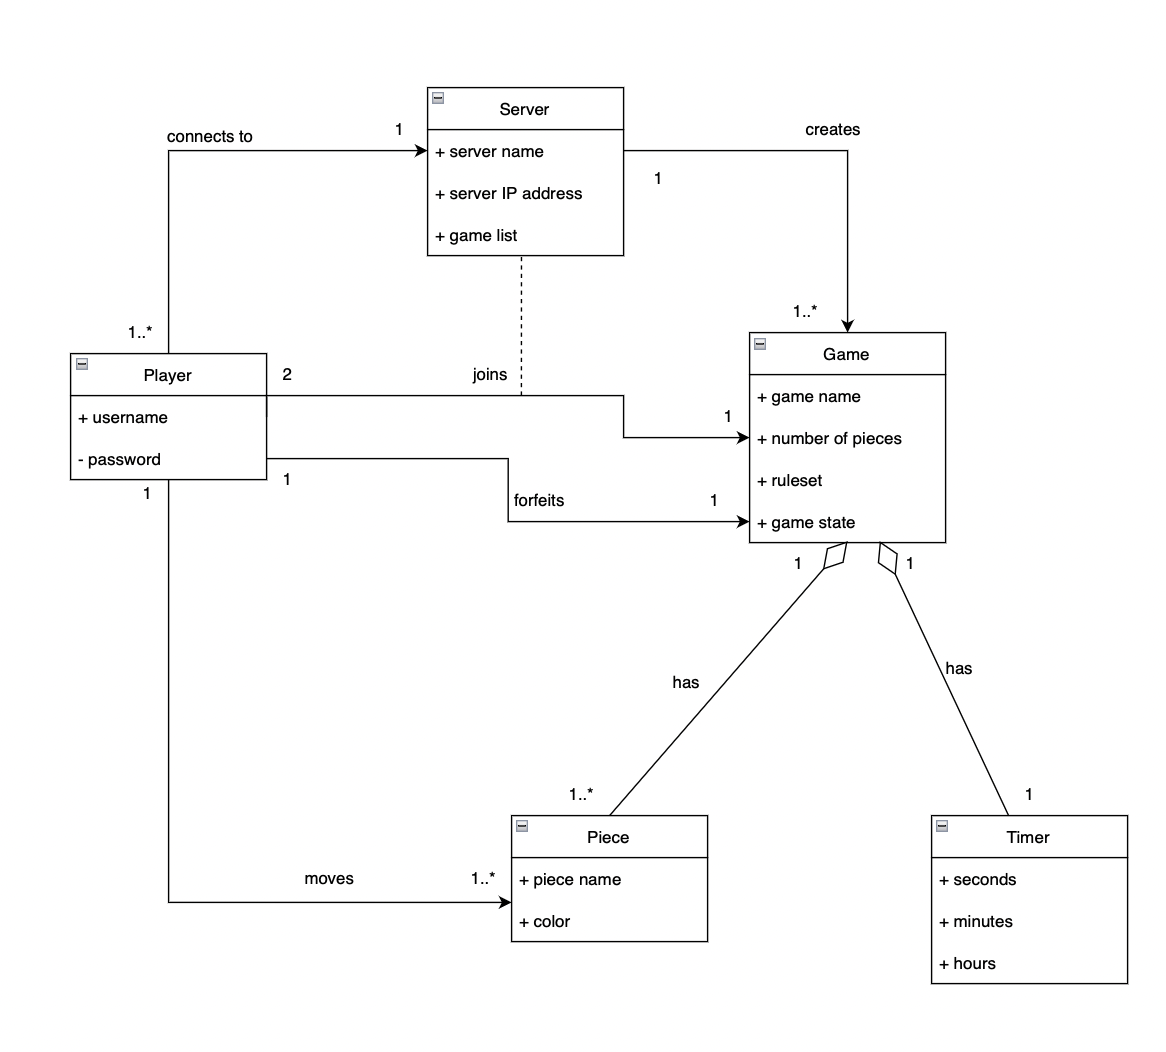 Server
connects to
1
creates
+ server name
1
+ server IP address
+ game list
1..*
1..*
Game
Player
2
joins
+ game name
+ username
1
+ number of pieces
- password
1
1
forfeits
1
+ ruleset
+ game state
1
1
has
has
1..*
1
Piece
Timer
moves
1..*
+ piece name
+ seconds
+ color
+ minutes
+ hours